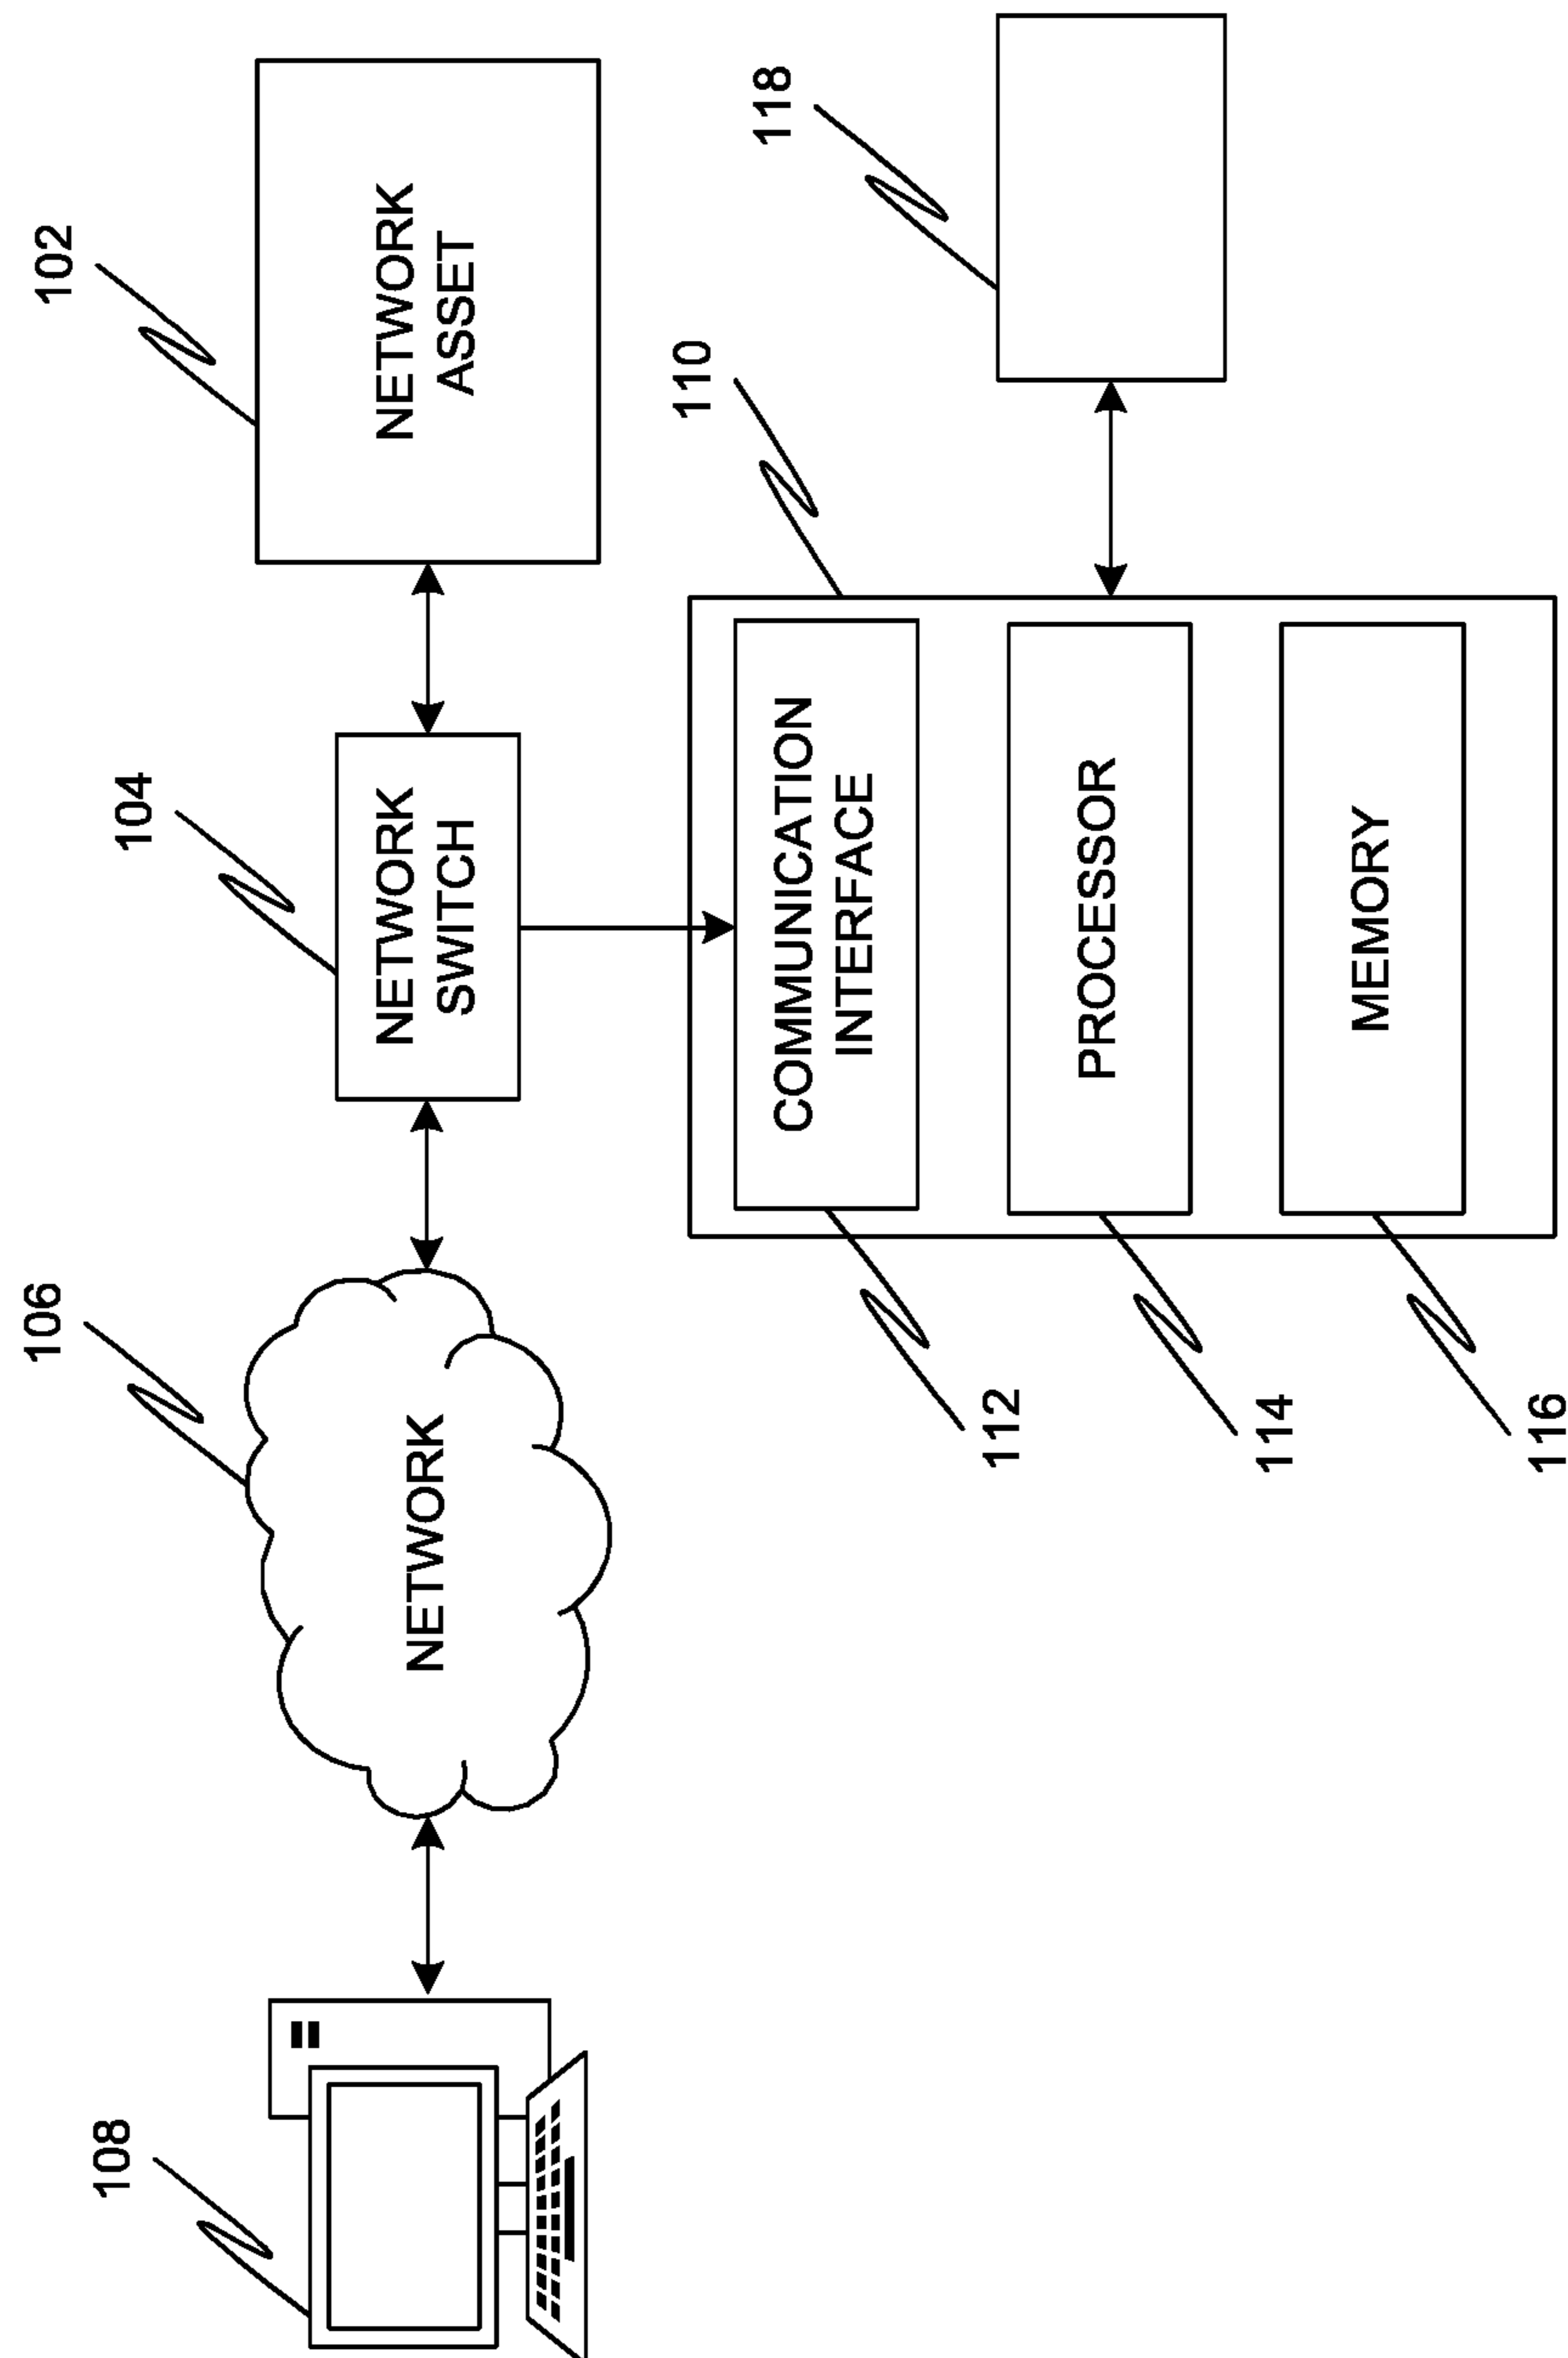 108
106
NETWORK
104
NETWORK
SWITCH
102
NETWORK
ASSET
110
COMMUNICATION
INTERFACE
112
PROCESSOR
114
MEMORY
116
118